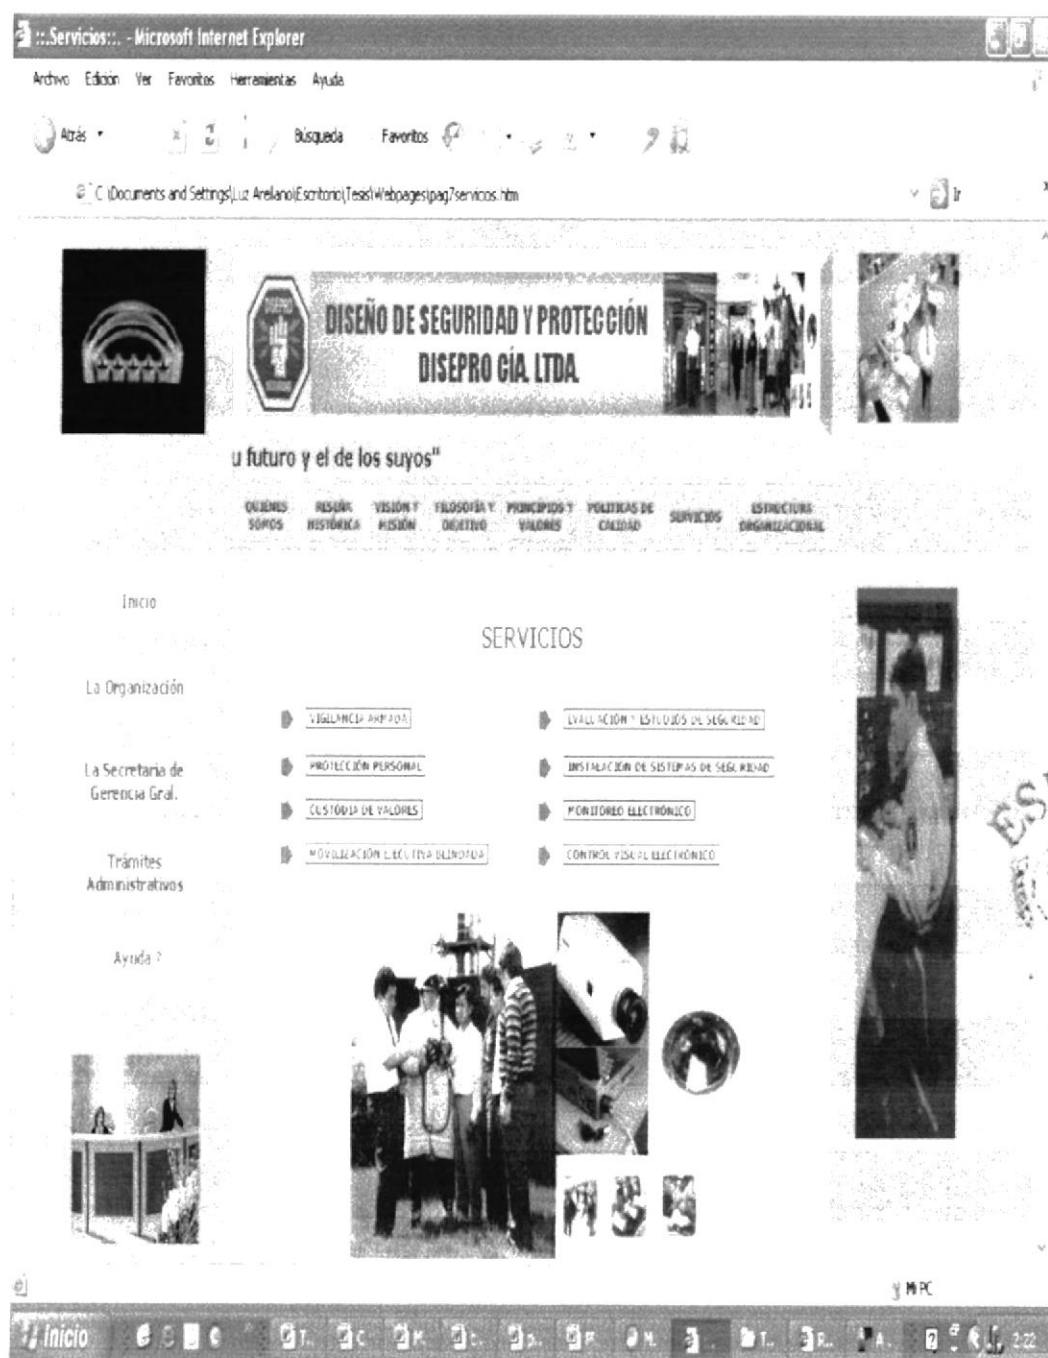 ::.Servicios::. - Microsoft Internet Explorer
Archivo Edición Ver Favoritos Herramientas Ayuda
Atrás Búsqueda Favoritos
C:\Documents and Settings\Luz Arellano\Escritorio\Tesis\Webpages\pag7servicios.htm Ir
DISEÑO DE SEGURIDAD Y PROTECCIÓN
DISEPRO CÍA. LTDA.
u futuro y el de los suyos"
QUIÉNES SOMOS
RESEÑA HISTÓRICA
VISIÓN Y MISIÓN
FILOSOFÍA Y OBJETIVO
PRINCIPIOS Y VALORES
POLITICAS DE CALIDAD
SERVICIOS
ESTRUCTURA ORGANIZACIONAL
Inicio
La Organización
La Secretaria de
Gerencia Gral.
Trámites
Administrativos
Ayuda ?
SERVICIOS
VIGILANCIA ARMADA
PROTECCIÓN PERSONAL
CUSTODIA DE VALORES
MOVILIZACIÓN EJECUTIVA BLINDADA
EVALUACIÓN Y ESTUDIOS DE SEGURIDAD
INSTALACIÓN DE SISTEMAS DE SEGURIDAD
MONITOREO ELECTRÓNICO
CONTROL VISUAL ELECTRÓNICO
ES
Mi PC
Inicio T.. C M. P M. T.. R.. A.. 2:22